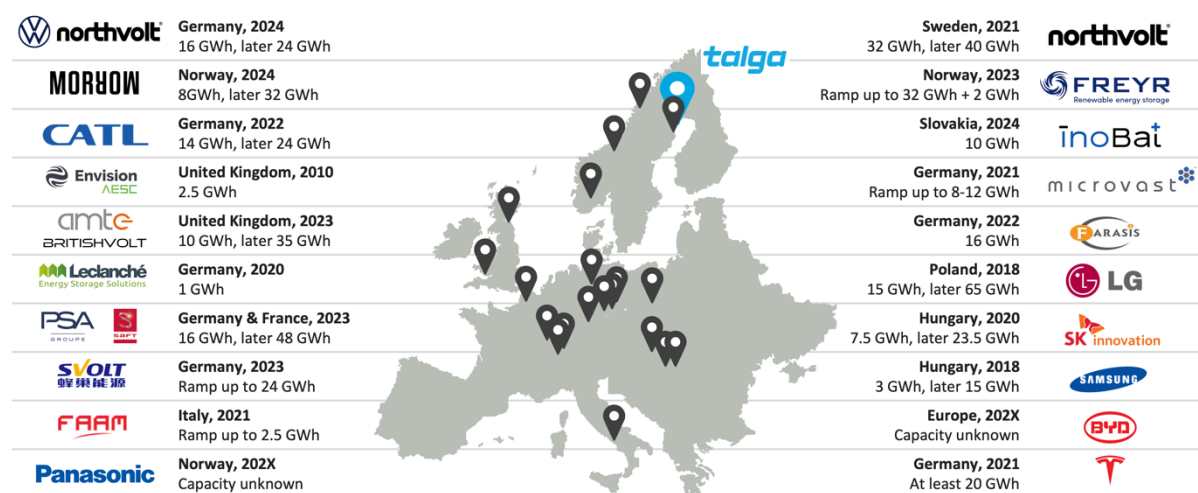 northvolt
Germany, 2024
16 GWh, later 24 GWh
MORROW
Norway, 2024
8GWh, later 32 GWh
CATL
Germany, 2022
14 GWh, later 24 GWh
Envision
AESC
United Kingdom, 2010
2.5 GWh
amte
BRITISHVOLT
United Kingdom, 2023
10 GWh, later 35 GWh
Leclanché
Energy Storage Solutions
Germany, 2020
1 GWh
PSA
GROUPE
SAFT
Germany & France, 2023
16 GWh, later 48 GWh
SVOLT
蜂巢能源
Germany, 2023
Ramp up to 24 GWh
FAAM
Italy, 2021
Ramp up to 2.5 GWh
Panasonic
Norway, 202X
Capacity unknown
talga
Sweden, 2021
32 GWh, later 40 GWh
northvolt
Norway, 2023
Ramp up to 32 GWh + 2 GWh
FREYR
Renewable energy storage
Slovakia, 2024
10 GWh
inoBat
Germany, 2021
Ramp up to 8-12 GWh
microvast
Germany, 2022
16 GWh
FARASIS
Poland, 2018
15 GWh, later 65 GWh
LG
Hungary, 2020
7.5 GWh, later 23.5 GWh
SK innovation
Hungary, 2018
3 GWh, later 15 GWh
SAMSUNG
Europe, 202X
Capacity unknown
BYD
Germany, 2021
At least 20 GWh